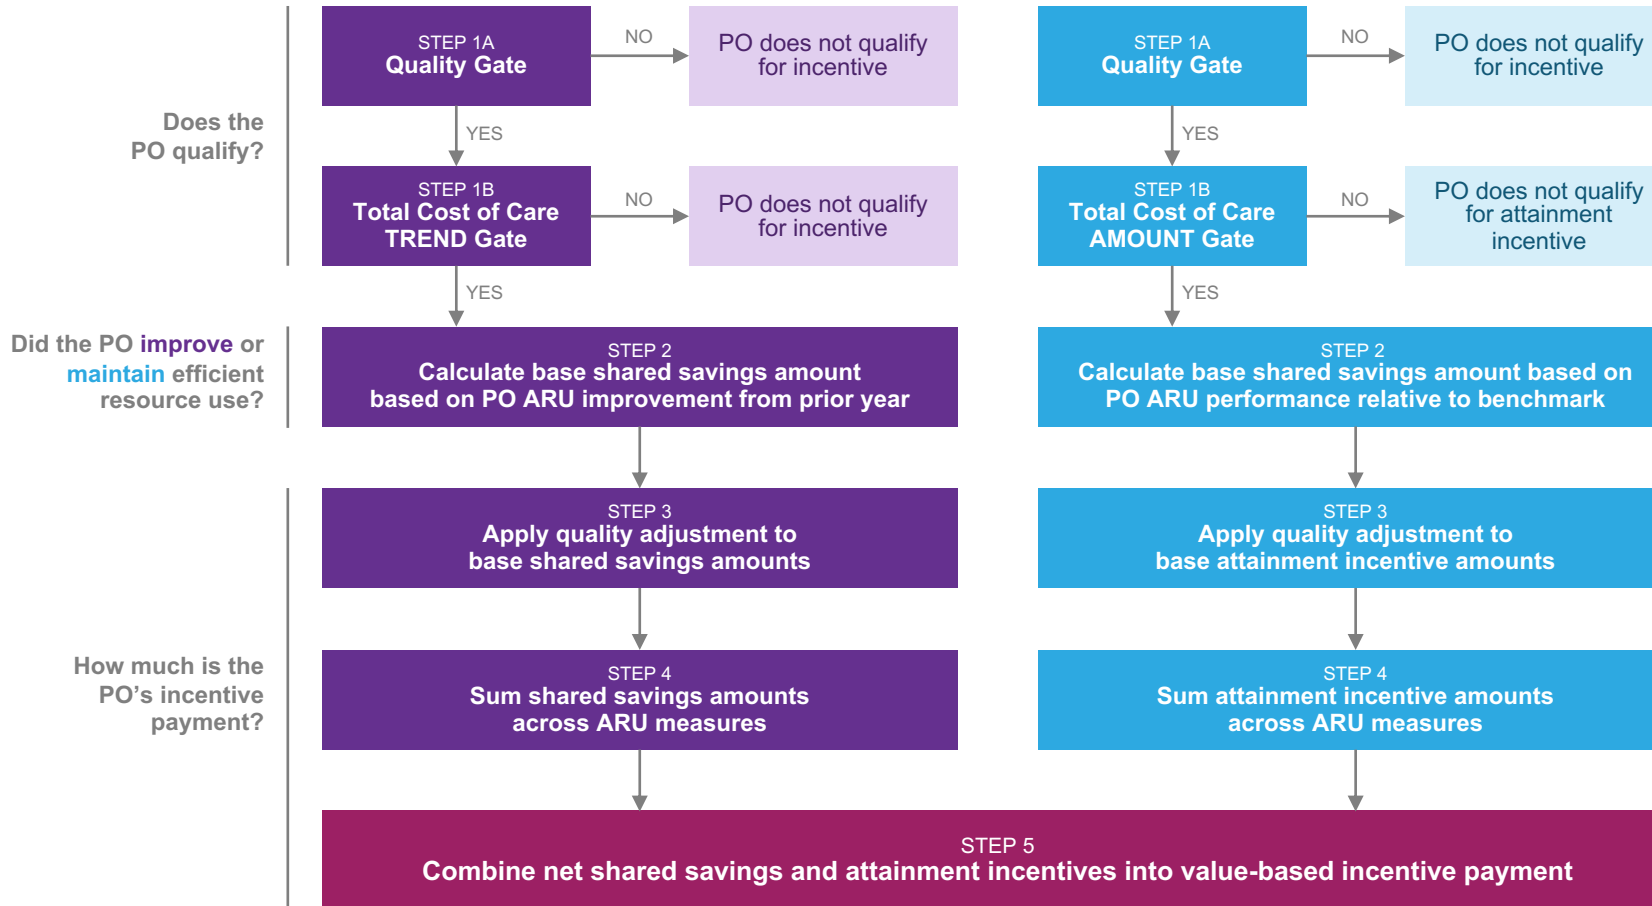 Does the
PO qualify?
STEP 1A
Quality Gate
NO
PO does not qualify
for incentive
YES
STEP 1B
Total Cost of Care
TREND Gate
NO
PO does not qualify
for incentive
YES
STEP 1A
Quality Gate
NO
PO does not qualify
for incentive
YES
STEP 1B
Total Cost of Care
AMOUNT Gate
NO
PO does not qualify
for attainment
incentive
YES
Did the PO improve or
maintain efficient
resource use?
STEP 2
Calculate base shared savings amount
based on PO ARU improvement from prior year
STEP 2
Calculate base shared savings amount based on
PO ARU performance relative to benchmark
How much is the
PO’s incentive
payment?
STEP 3
Apply quality adjustment to
base shared savings amounts
STEP 3
Apply quality adjustment to
base attainment incentive amounts
STEP 4
Sum shared savings amounts
across ARU measures
STEP 4
Sum attainment incentive amounts
across ARU measures
STEP 5
Combine net shared savings and attainment incentives into value-based incentive payment